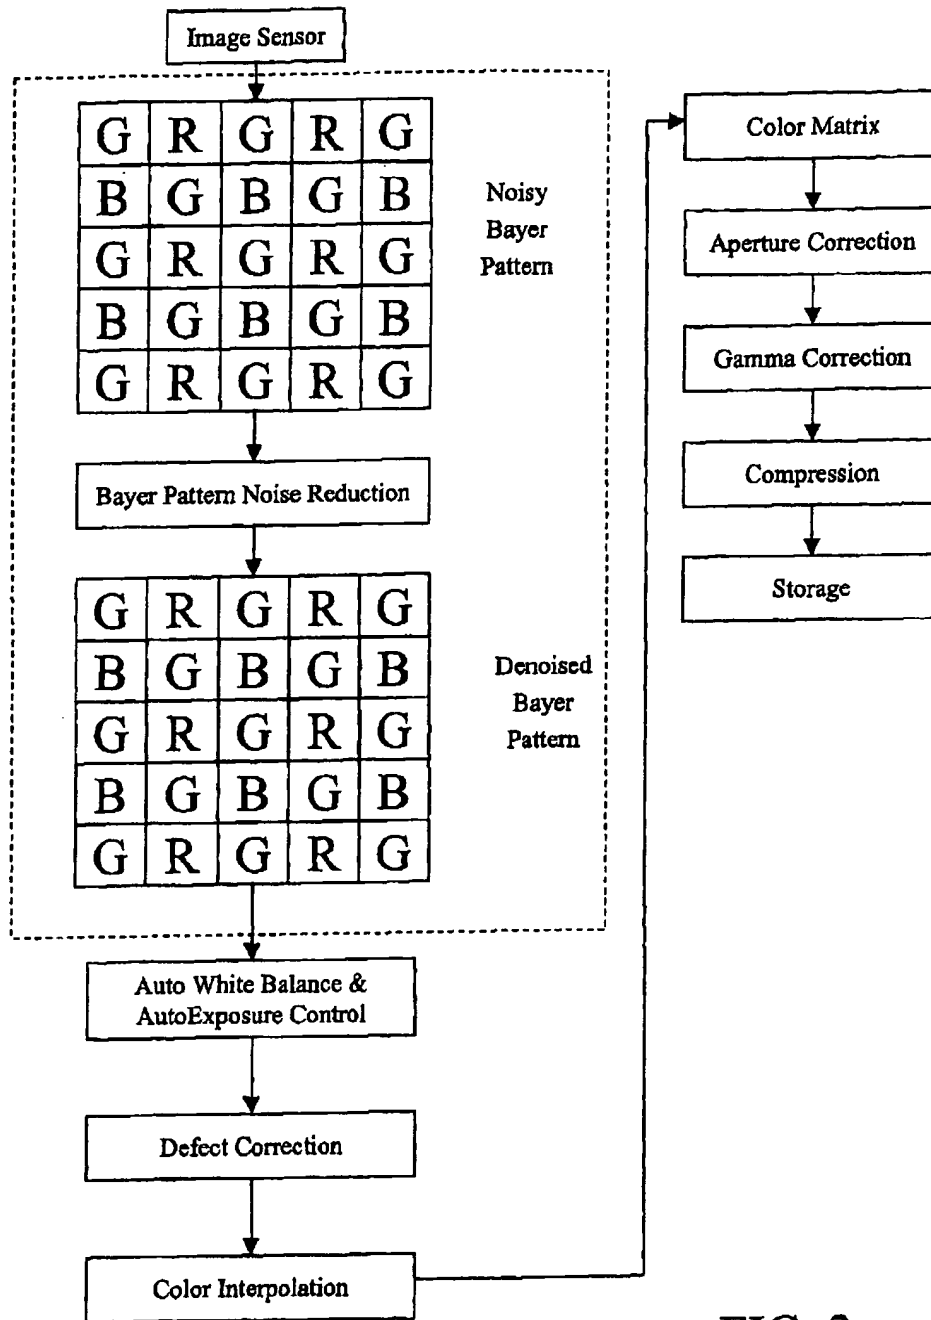 Image Sensor
G R G R G
B G B G B
G R G R G
B G B G B
G R G R G
Noisy
Bayer
Pattern
Bayer Pattern Noise Reduction
G R G R G
B G B G B
G R G R G
B G B G B
G R G R G
Denoised
Bayer
Pattern
Auto White Balance &
AutoExposure Control
Defect Correction
Color Interpolation
Color Matrix
Aperture Correction
Gamma Correction
Compression
Storage